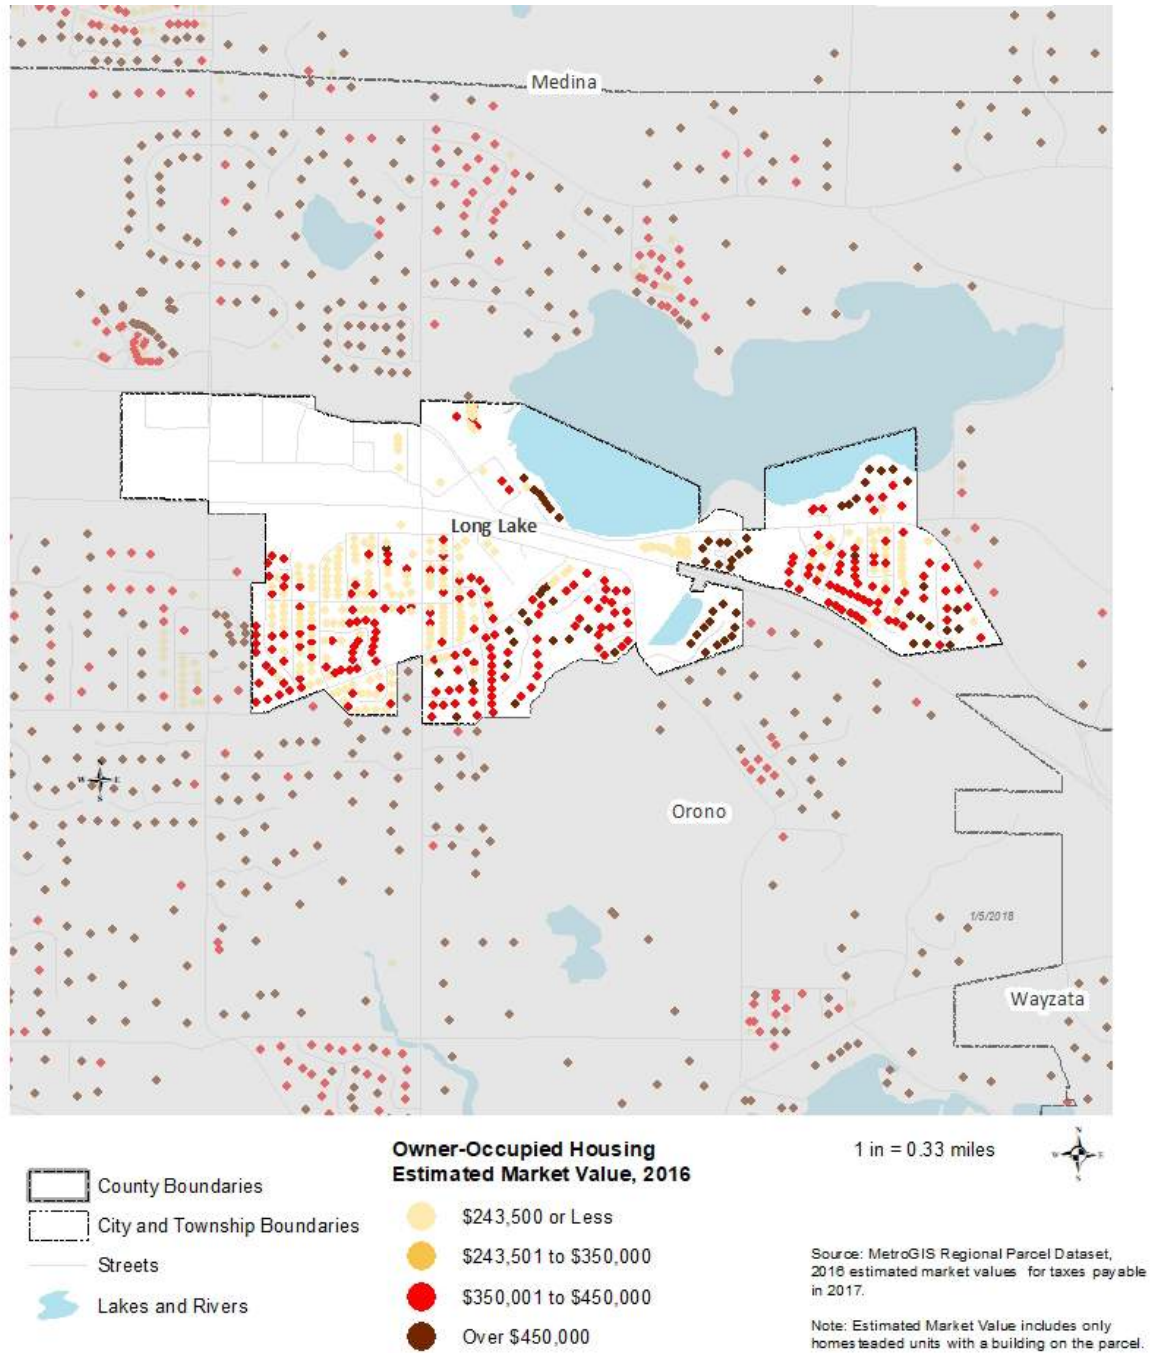 Medina
Long Lake
W E
S
Orono
1/5/2018
Wayzata
Owner-Occupied Housing
Estimated Market Value, 2016
1 in = 0.33 miles
N
W E
S
County Boundaries
City and Township Boundaries
Streets
Lakes and Rivers
$243,500 or Less
$243,501 to $350,000
$350,001 to $450,000
Over $450,000
Source: MetroGIS Regional Parcel Dataset,
2016 estimated market values for taxes payable
in 2017.
Note: Estimated Market Value includes only
homesteaded units with a building on the parcel.